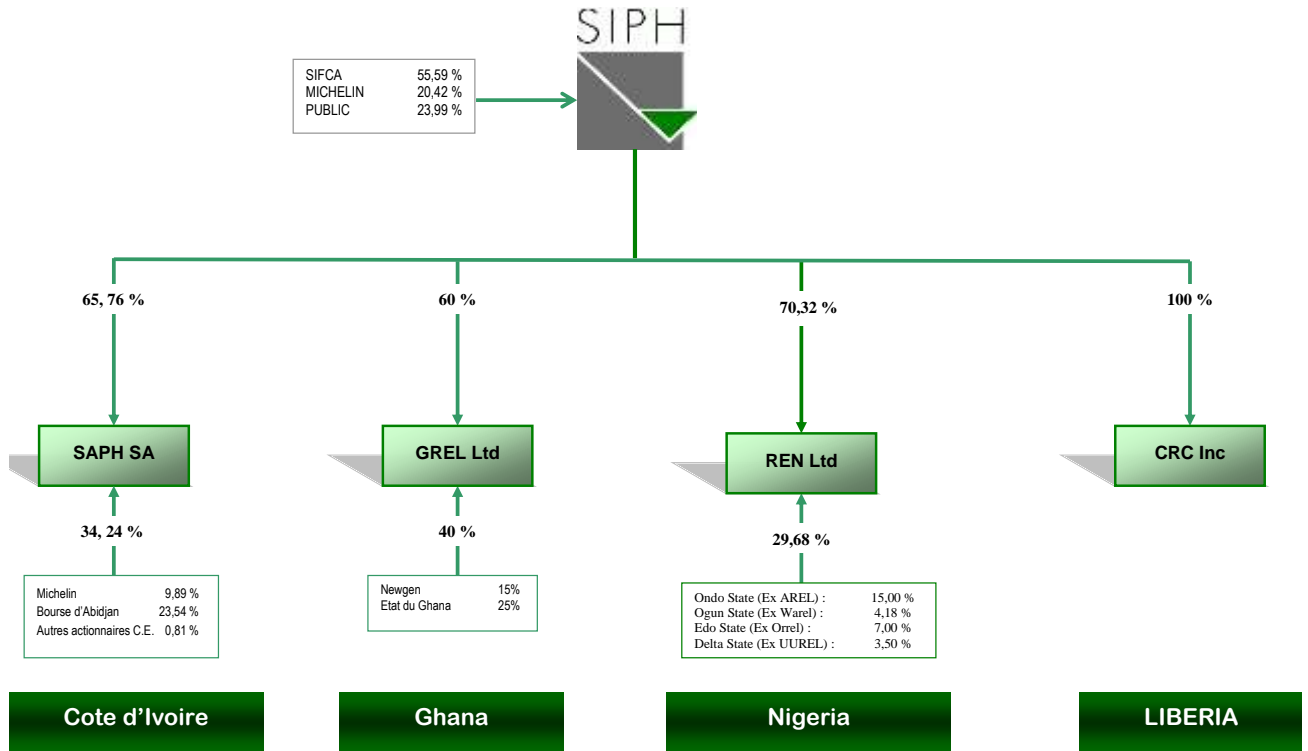 SIPH
SIFCA 55,59 %
MICHELIN 20,42 %
PUBLIC 23,99 %
65, 76 %
60 %
70,32 %
100 %
SAPH SA
GREL Ltd
REN Ltd
CRC Inc
34, 24 %
40 %
29,68 %
Michelin 9,89 %
Bourse d'Abidjan 23,54 %
Autres actionnaires C.E. 0,81 %
Newgen 15%
Etat du Ghana 25%
Ondo State (Ex AREL) : 15,00 %
Ogun State (Ex Warel) : 4,18 %
Edo State (Ex Orrel) : 7,00 %
Delta State (Ex UUREL) : 3,50 %
Cote d'Ivoire
Ghana
Nigeria
LIBERIA